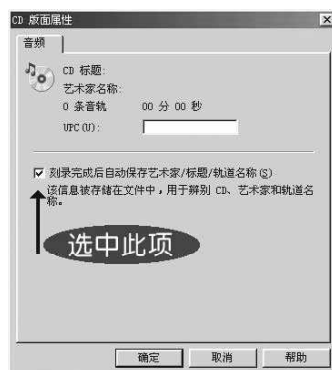 CD 版面属性
音频
CD 标题:
艺术家名称:
0 条音轨 00 分 00 秒
UPC(U):
刻录完成后自动保存艺术家/标题/轨道名称(S)
该信息被存储在文件中，用于辨别 CD、艺术家和轨道名
称。
选中此项
确定 取消 帮助